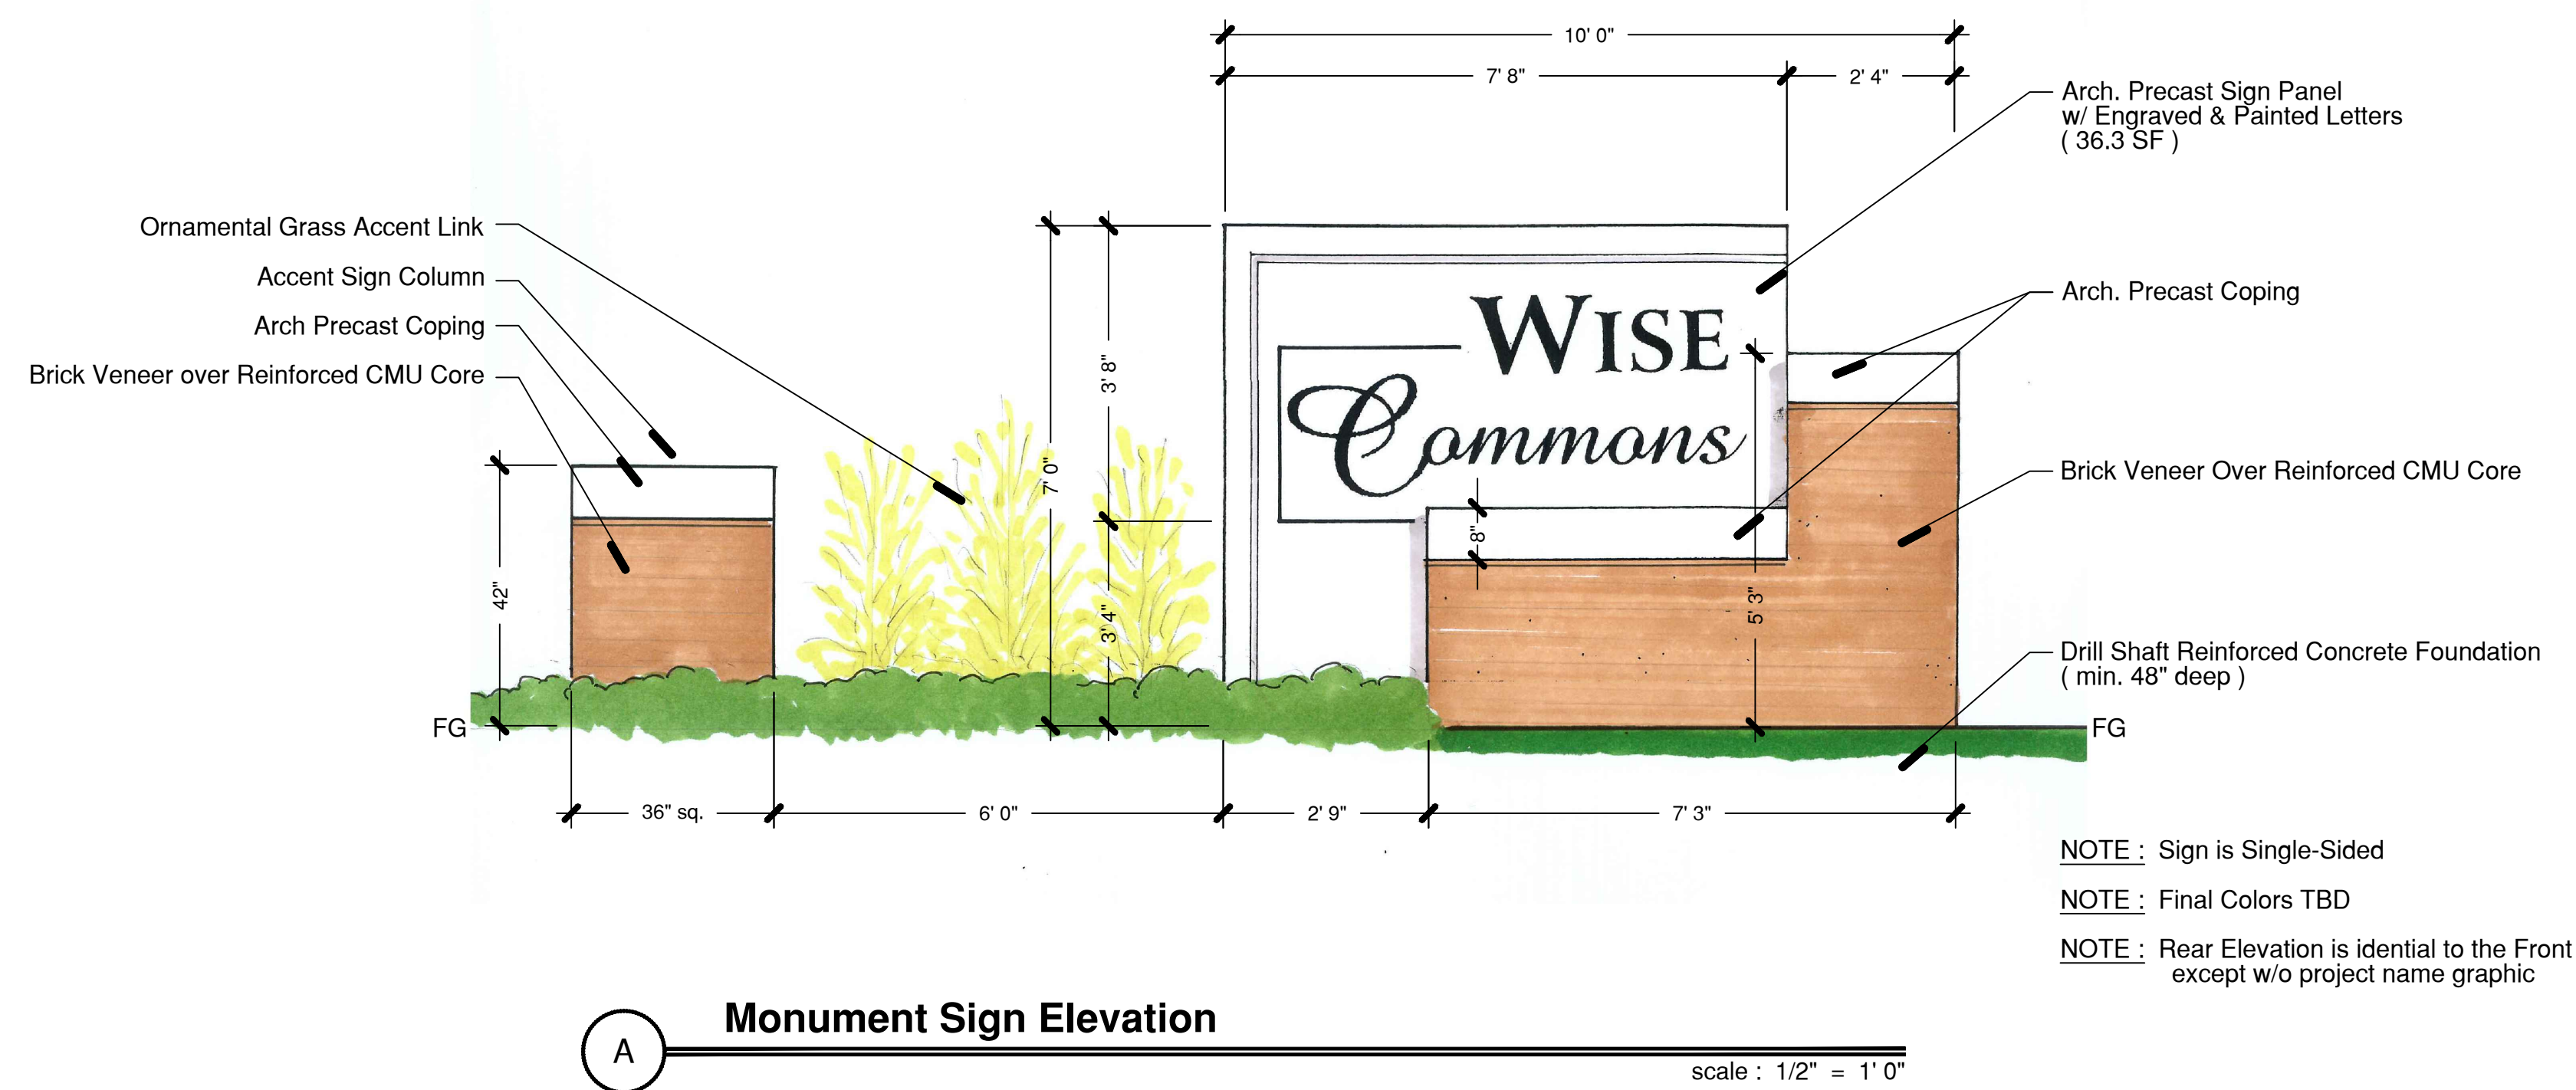 10' 0"
7' 8"
2' 4"
Arch. Precast Sign Panel
w/ Engraved & Painted Letters
( 36.3 SF )
Ornamental Grass Accent Link
Accent Sign Column
Arch Precast Coping
Brick Veneer over Reinforced CMU Core
Arch. Precast Coping
WISE
Commons
3' 8"
7' 0"
8"
Brick Veneer Over Reinforced CMU Core
42"
3' 4"
5' 3"
Drill Shaft Reinforced Concrete Foundation
( min. 48" deep )
FG
FG
36" sq.
6' 0"
2' 9"
7' 3"
NOTE : Sign is Single-Sided
NOTE : Final Colors TBD
NOTE : Rear Elevation is idential to the Front
except w/o project name graphic
A
Monument Sign Elevation
scale : 1/2" = 1' 0"